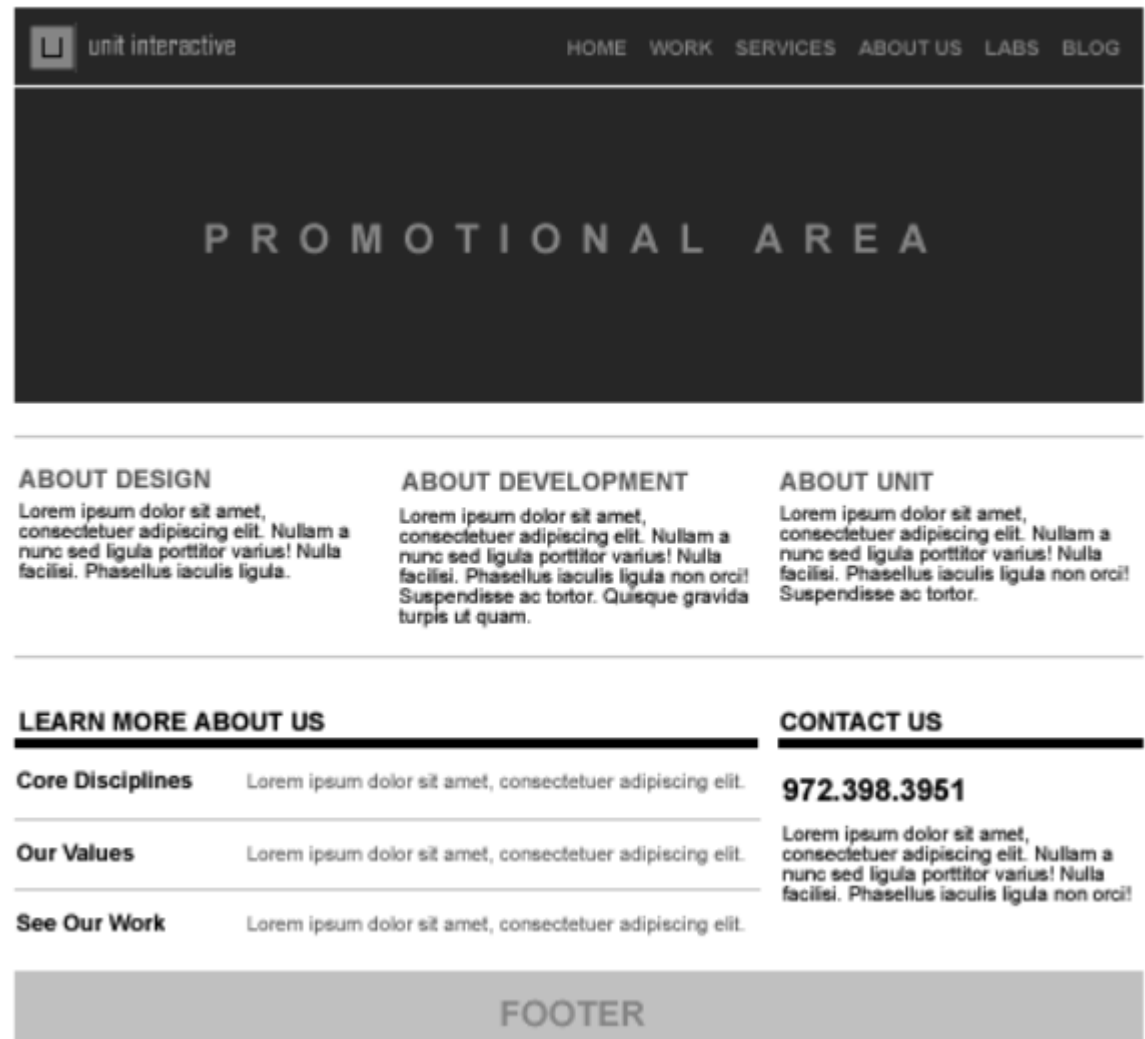 unit interactive
HOME WORK SERVICES ABOUT US LABS BLOG
PROMOTIONAL AREA
ABOUT DESIGN
Lorem ipsum dolor sit amet,
consectetuer adipiscing elit. Nullam a
nunc sed ligula porttitor varius! Nulla
facilisi. Phasellus iaculis ligula.
ABOUT DEVELOPMENT
Lorem ipsum dolor sit amet,
consectetuer adipiscing elit. Nullam a
nunc sed ligula porttitor varius! Nulla
facilisi. Phasellus iaculis ligula non orci!
Suspendisse ac tortor. Quisque gravida
turpis ut quam.
ABOUT UNIT
Lorem ipsum dolor sit amet,
consectetuer adipiscing elit. Nullam a
nunc sed ligula porttitor varius! Nulla
facilisi. Phasellus iaculis ligula non orci!
Suspendisse ac tortor.
LEARN MORE ABOUT US
Core Disciplines Lorem ipsum dolor sit amet, consectetuer adipiscing elit.
Our Values Lorem ipsum dolor sit amet, consectetuer adipiscing elit.
See Our Work Lorem ipsum dolor sit amet, consectetuer adipiscing elit.
CONTACT US
972.398.3951
Lorem ipsum dolor sit amet,
consectetuer adipiscing elit. Nullam a
nunc sed ligula porttitor varius! Nulla
facilisi. Phasellus iaculis ligula non orci!
FOOTER